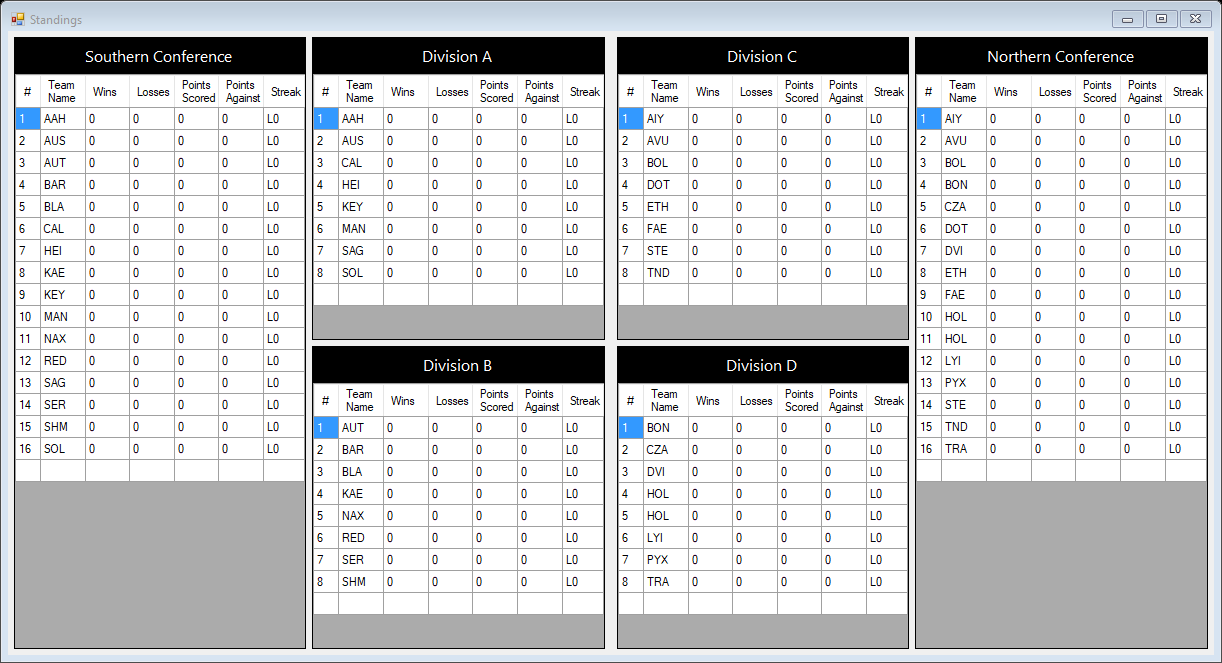 Standings
Southern Conference
# Team Name Wins Losses Points Scored Points Against Streak
1 AAH 0 0 0 0 L0
2 AUS 0 0 0 0 L0
3 AUT 0 0 0 0 L0
4 BAR 0 0 0 0 L0
5 BLA 0 0 0 0 L0
6 CAL 0 0 0 0 L0
7 HEI 0 0 0 0 L0
8 KAE 0 0 0 0 L0
9 KEY 0 0 0 0 L0
10 MAN 0 0 0 0 L0
11 NAX 0 0 0 0 L0
12 RED 0 0 0 0 L0
13 SAG 0 0 0 0 L0
14 SER 0 0 0 0 L0
15 SHM 0 0 0 0 L0
16 SOL 0 0 0 0 L0
Division A
# Team Name Wins Losses Points Scored Points Against Streak
1 AAH 0 0 0 0 L0
2 AUS 0 0 0 0 L0
3 CAL 0 0 0 0 L0
4 HEI 0 0 0 0 L0
5 KEY 0 0 0 0 L0
6 MAN 0 0 0 0 L0
7 SAG 0 0 0 0 L0
8 SOL 0 0 0 0 L0
Division B
# Team Name Wins Losses Points Scored Points Against Streak
1 AUT 0 0 0 0 L0
2 BAR 0 0 0 0 L0
3 BLA 0 0 0 0 L0
4 KAE 0 0 0 0 L0
5 NAX 0 0 0 0 L0
6 RED 0 0 0 0 L0
7 SER 0 0 0 0 L0
8 SHM 0 0 0 0 L0
Division C
# Team Name Wins Losses Points Scored Points Against Streak
1 AIY 0 0 0 0 L0
2 AVU 0 0 0 0 L0
3 BOL 0 0 0 0 L0
4 DOT 0 0 0 0 L0
5 ETH 0 0 0 0 L0
6 FAE 0 0 0 0 L0
7 STE 0 0 0 0 L0
8 TND 0 0 0 0 L0
Division D
# Team Name Wins Losses Points Scored Points Against Streak
1 BON 0 0 0 0 L0
2 CZA 0 0 0 0 L0
3 DVI 0 0 0 0 L0
4 HOL 0 0 0 0 L0
5 HOL 0 0 0 0 L0
6 LYI 0 0 0 0 L0
7 PYX 0 0 0 0 L0
8 TRA 0 0 0 0 L0
Northern Conference
# Team Name Wins Losses Points Scored Points Against Streak
1 AIY 0 0 0 0 L0
2 AVU 0 0 0 0 L0
3 BOL 0 0 0 0 L0
4 BON 0 0 0 0 L0
5 CZA 0 0 0 0 L0
6 DOT 0 0 0 0 L0
7 DVI 0 0 0 0 L0
8 ETH 0 0 0 0 L0
9 FAE 0 0 0 0 L0
10 HOL 0 0 0 0 L0
11 HOL 0 0 0 0 L0
12 LYI 0 0 0 0 L0
13 PYX 0 0 0 0 L0
14 STE 0 0 0 0 L0
15 TND 0 0 0 0 L0
16 TRA 0 0 0 0 L0